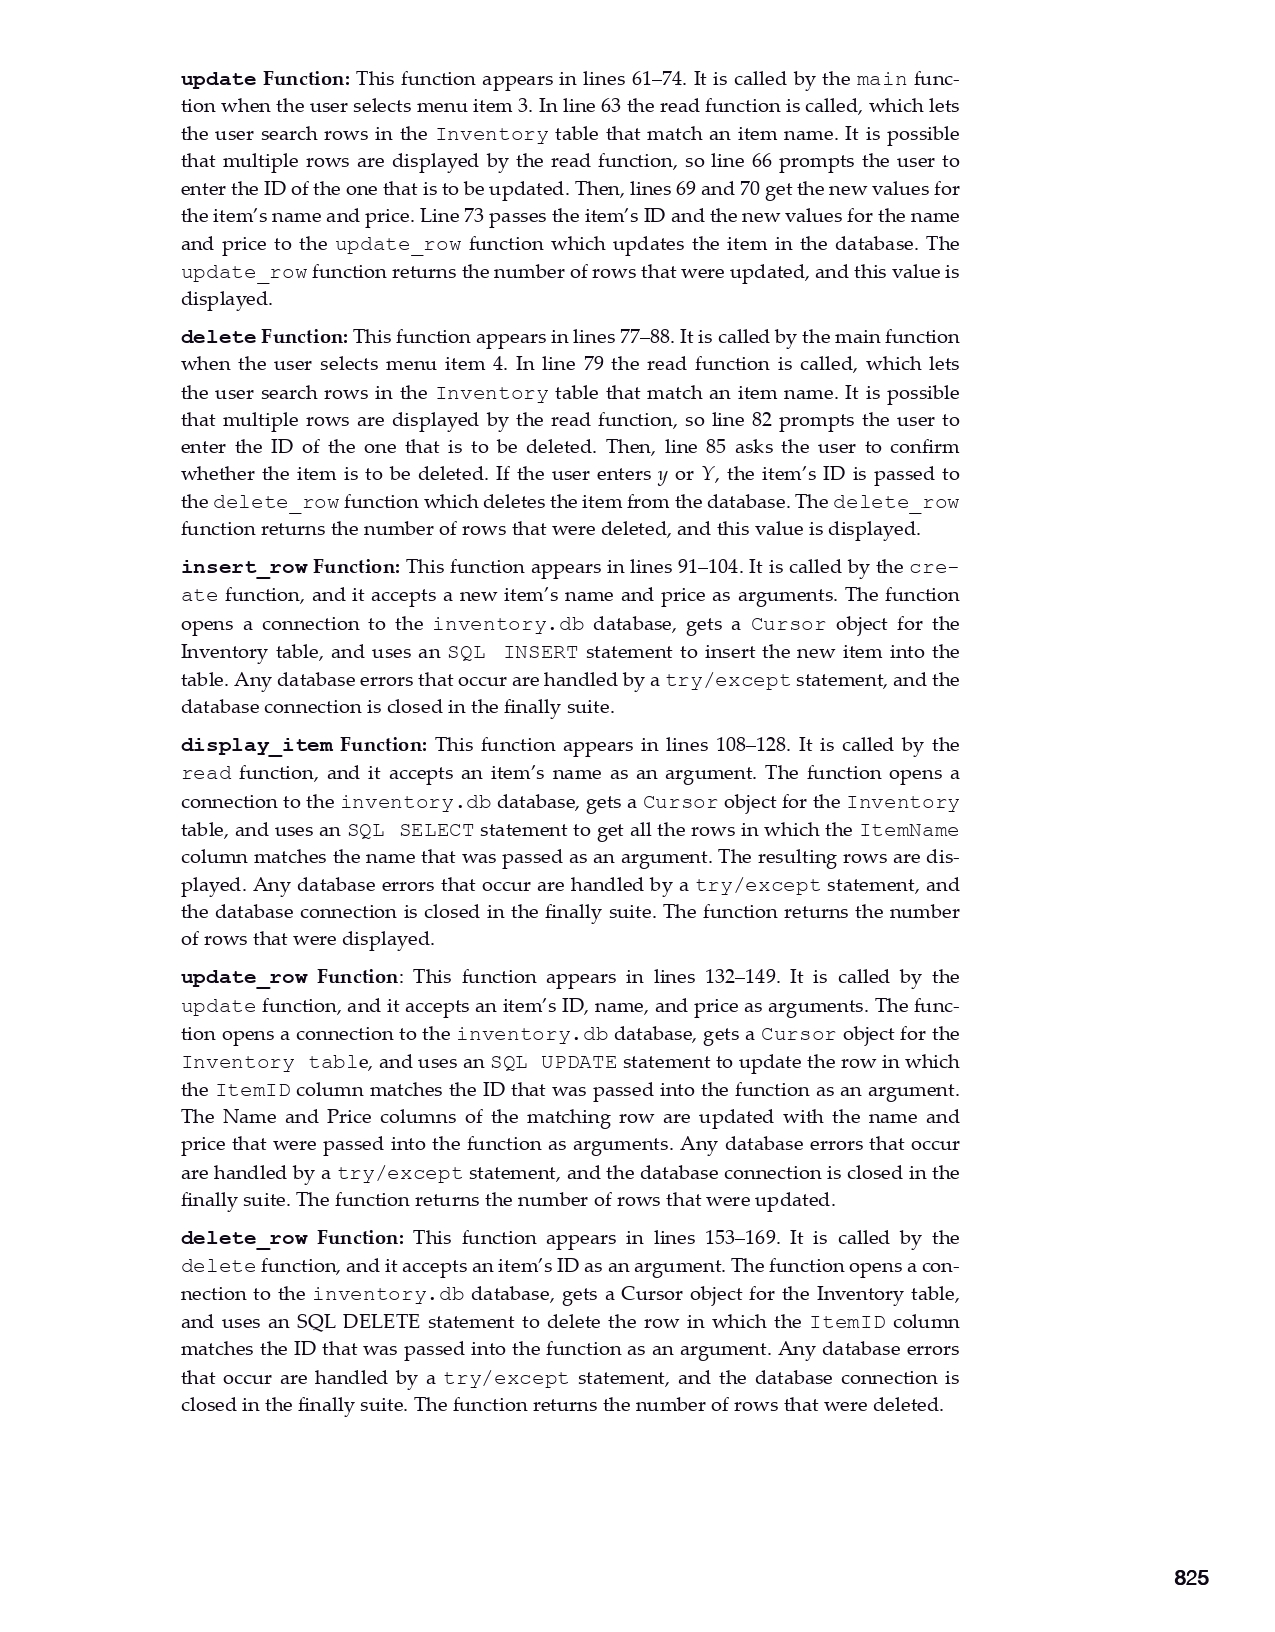 update Function: This function appears in lines 61–74. It is called by the main func-
tion when the user selects menu item 3. In line 63 the read function is called, which lets
the user search rows in the Inventory table that match an item name. It is possible
that multiple rows are displayed by the read function, so line 66 prompts the user to
enter the ID of the one that is to be updated. Then, lines 69 and 70 get the new values for
the item’s name and price. Line 73 passes the item’s ID and the new values for the name
and price to the update_row function which updates the item in the database. The
update_row function returns the number of rows that were updated, and this value is
displayed.
delete Function: This function appears in lines 77–88. It is called by the main function
when the user selects menu item 4. In line 79 the read function is called, which lets
the user search rows in the Inventory table that match an item name. It is possible
that multiple rows are displayed by the read function, so line 82 prompts the user to
enter the ID of the one that is to be deleted. Then, line 85 asks the user to confirm
whether the item is to be deleted. If the user enters y or Y, the item’s ID is passed to
the delete_row function which deletes the item from the database. The delete_row
function returns the number of rows that were deleted, and this value is displayed.
insert_row Function: This function appears in lines 91–104. It is called by the cre-
ate function, and it accepts a new item’s name and price as arguments. The function
opens a connection to the inventory.db database, gets a Cursor object for the
Inventory table, and uses an SQL INSERT statement to insert the new item into the
table. Any database errors that occur are handled by a try/except statement, and the
database connection is closed in the finally suite.
display_item Function: This function appears in lines 108–128. It is called by the
read function, and it accepts an item’s name as an argument. The function opens a
connection to the inventory.db database, gets a Cursor object for the Inventory
table, and uses an SQL SELECT statement to get all the rows in which the ItemName
column matches the name that was passed as an argument. The resulting rows are dis-
played. Any database errors that occur are handled by a try/except statement, and
the database connection is closed in the finally suite. The function returns the number
of rows that were displayed.
update_row Function: This function appears in lines 132–149. It is called by the
update function, and it accepts an item’s ID, name, and price as arguments. The func-
tion opens a connection to the inventory.db database, gets a Cursor object for the
Inventory table, and uses an SQL UPDATE statement to update the row in which
the ItemID column matches the ID that was passed into the function as an argument.
The Name and Price columns of the matching row are updated with the name and
price that were passed into the function as arguments. Any database errors that occur
are handled by a try/except statement, and the database connection is closed in the
finally suite. The function returns the number of rows that were updated.
delete_row Function: This function appears in lines 153–169. It is called by the
delete function, and it accepts an item’s ID as an argument. The function opens a con-
nection to the inventory.db database, gets a Cursor object for the Inventory table,
and uses an SQL DELETE statement to delete the row in which the ItemID column
matches the ID that was passed into the function as an argument. Any database errors
that occur are handled by a try/except statement, and the database connection is
closed in the finally suite. The function returns the number of rows that were deleted.
825